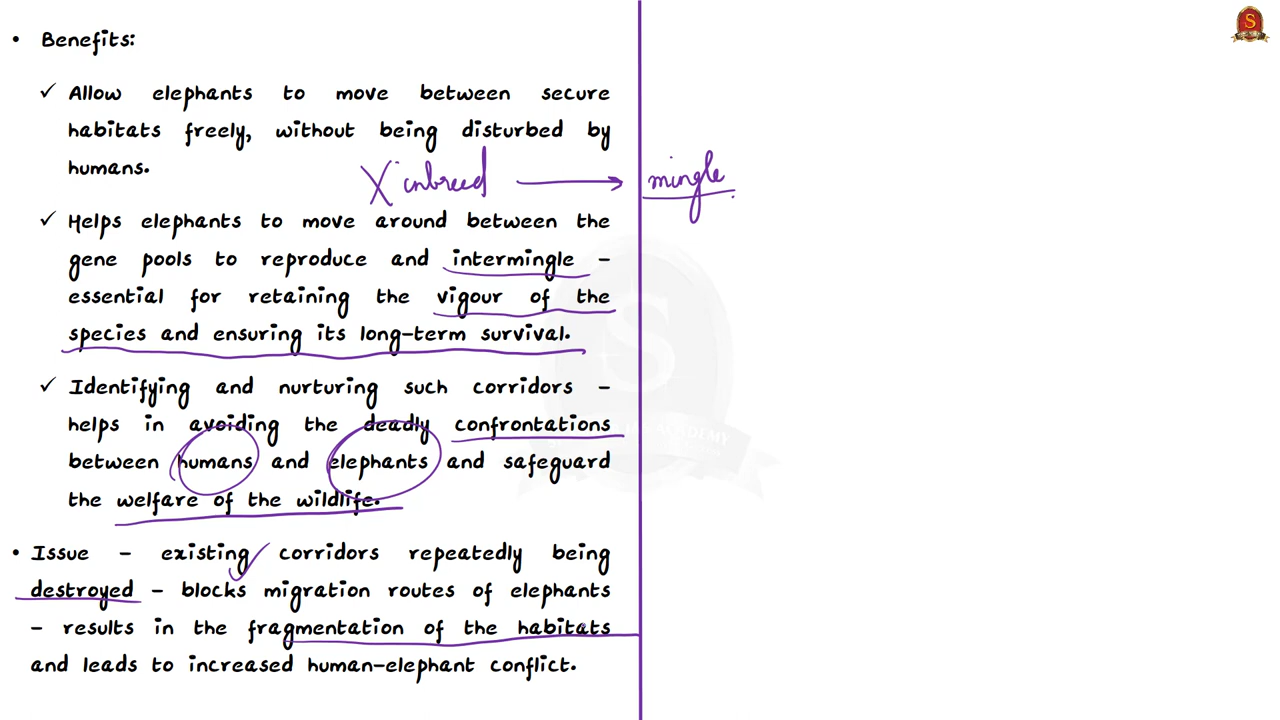 • Benefits:
✓ Allow elephants to move between secure
habitats freely, without being disturbed by
humans.
X inbreed → mingle
✓ Helps elephants to move around between the
gene pools to reproduce and intermingle –
essential for retaining the vigour of the
species and ensuring its long-term survival.
✓ Identifying and nurturing such corridors –
helps in avoiding the deadly confrontations
between humans and elephants and safeguard
the welfare of the wildlife.
• Issue – existing corridors repeatedly being
destroyed – blocks migration routes of elephants
– results in the fragmentation of the habitats
and leads to increased human-elephant conflict.
S